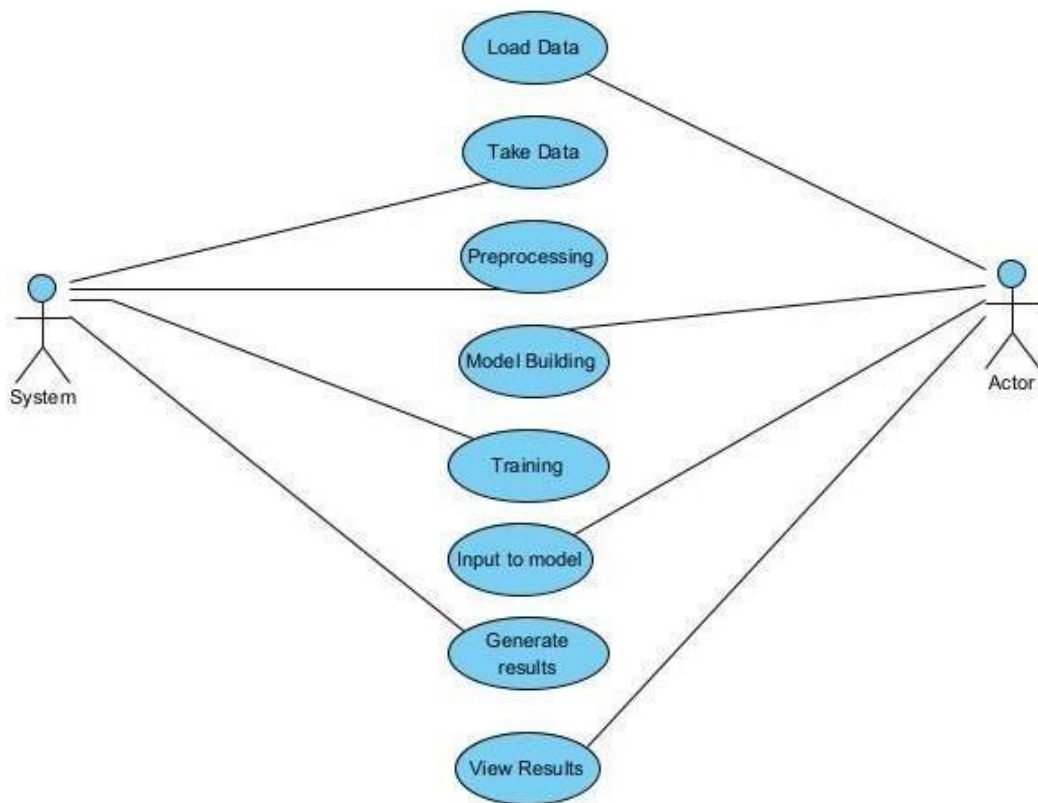 Load Data
Take Data
Preprocessing
Model Building
System
Actor
Training
Input to model
Generate
results
View Results